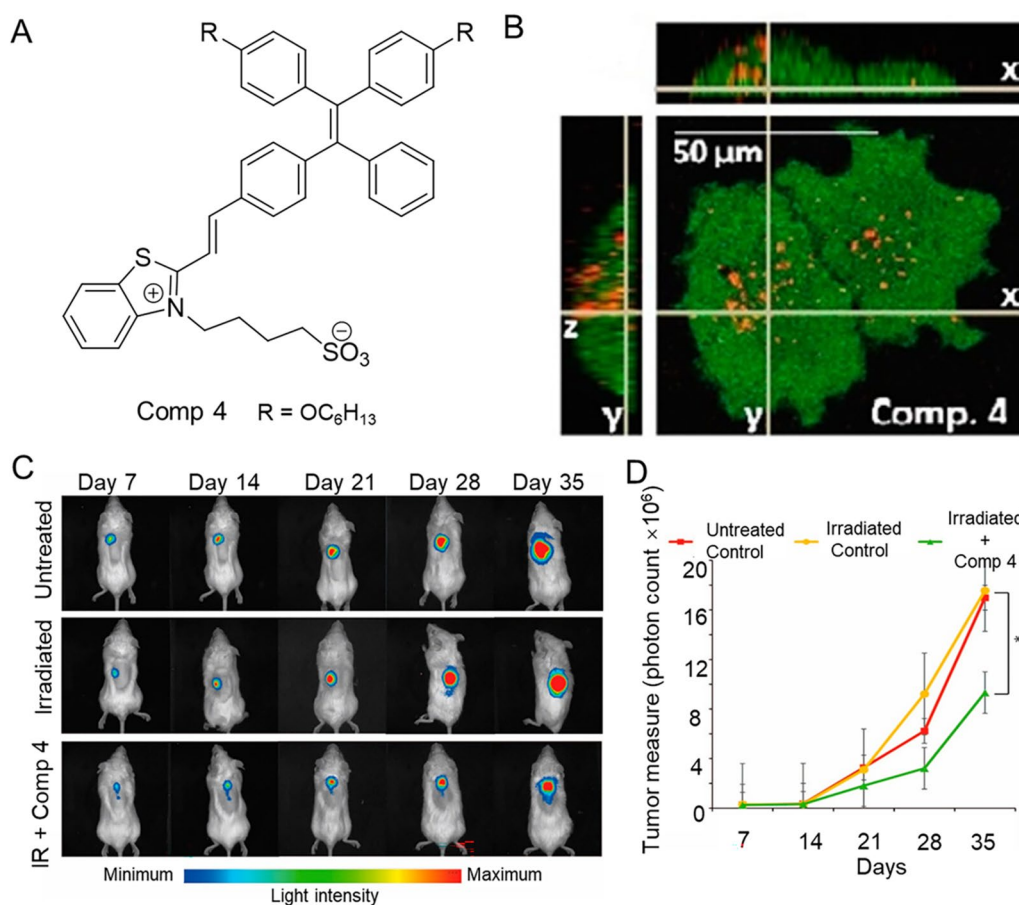 A
R
R
S
⊕
N
⊖
SO₃
Comp 4 R = OC₆H₁₃
B
x
50 µm
x
z
y
y
Comp. 4
C
Day 7 Day 14 Day 21 Day 28 Day 35
Untreated
Irradiated
IR + Comp 4
Minimum Maximum
Light intensity
D
Untreated Control
Irradiated Control
Irradiated + Comp 4
Tumor measure (photon count ×10⁶)
20
16
12
8
4
0
*
7 14 21 28 35
Days